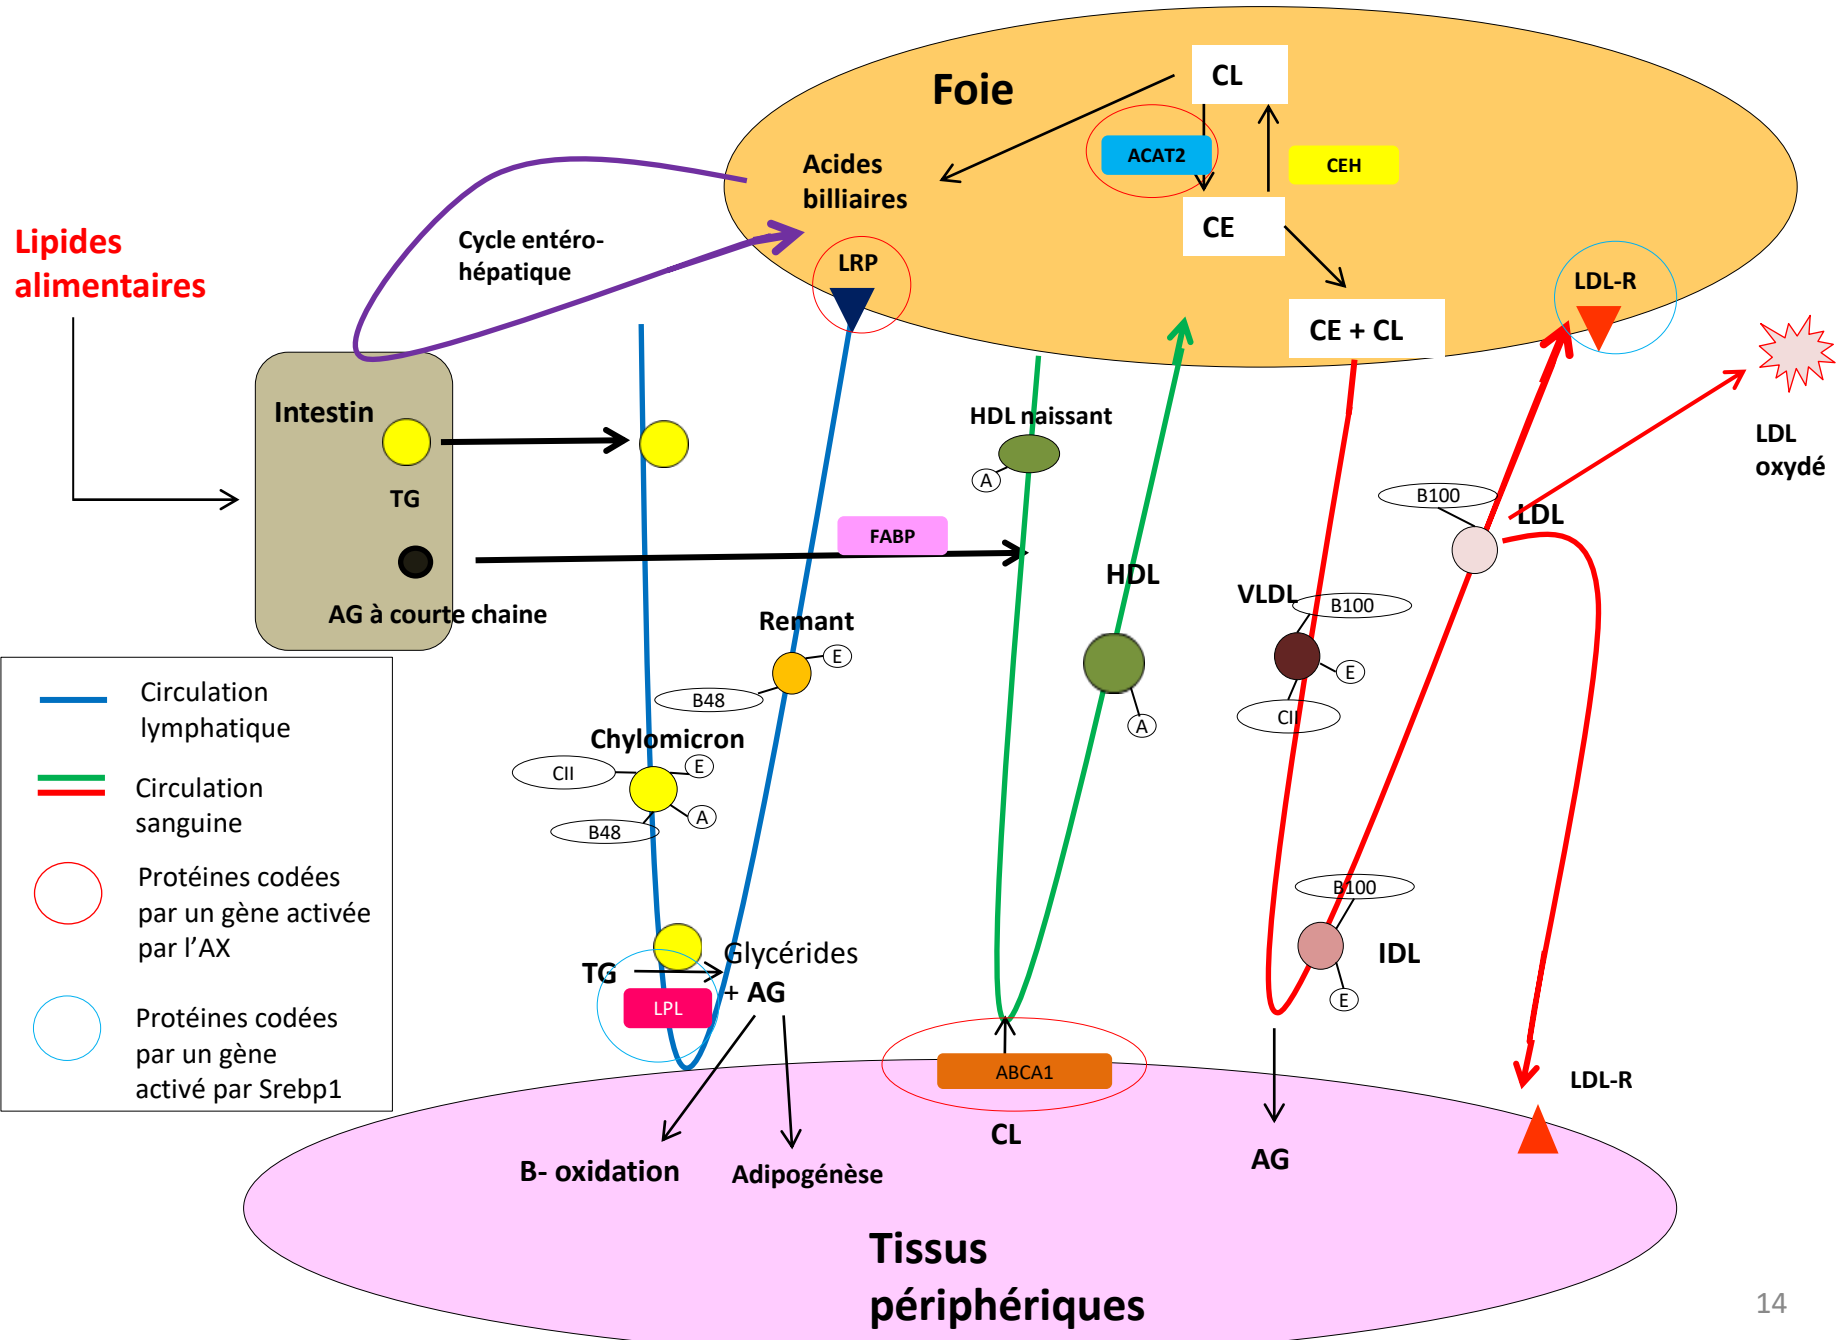 Foie
CL
ACAT2
CEH
Acides
billiaires
CE
Cycle entéro-
hépatique
LRP
LDL-R
Lipides
alimentaires
CE + CL
Intestin
TG
HDL naissant
A
LDL
oxydé
B100
LDL
FABP
AG à courte chaine
HDL
VLDL
B100
E
CII
Remant
E
B48
A
Chylomicron
CII
E
A
B48
Circulation
lymphatique
Circulation
sanguine
Protéines codées
par un gène activée
par l'AX
Protéines codées
par un gène
activé par Srebp1
B100
IDL
E
TG
Glycérides
+ AG
LPL
ABCA1
CL
LDL-R
AG
B- oxidation
Adipogénèse
Tissus
périphériques
14